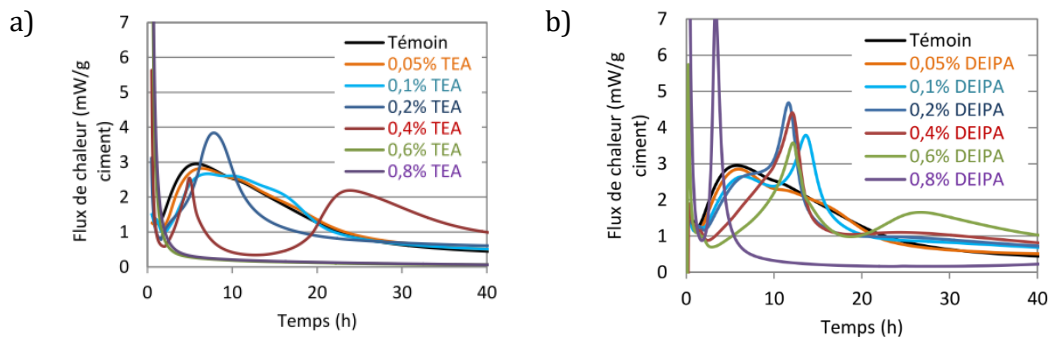 a)
7
6
5
4
3
2
1
0
Flux de chaleur (mW/g
ciment)
Témoin
0,05% TEA
0,1% TEA
0,2% TEA
0,4% TEA
0,6% TEA
0,8% TEA
0 10 20 30 40
Temps (h)
b)
7
6
5
4
3
2
1
0
Flux de chaleur (mW/g
ciment)
Témoin
0,05% DEIPA
0,1% DEIPA
0,2% DEIPA
0,4% DEIPA
0,6% DEIPA
0,8% DEIPA
0 10 20 30 40
Temps (h)